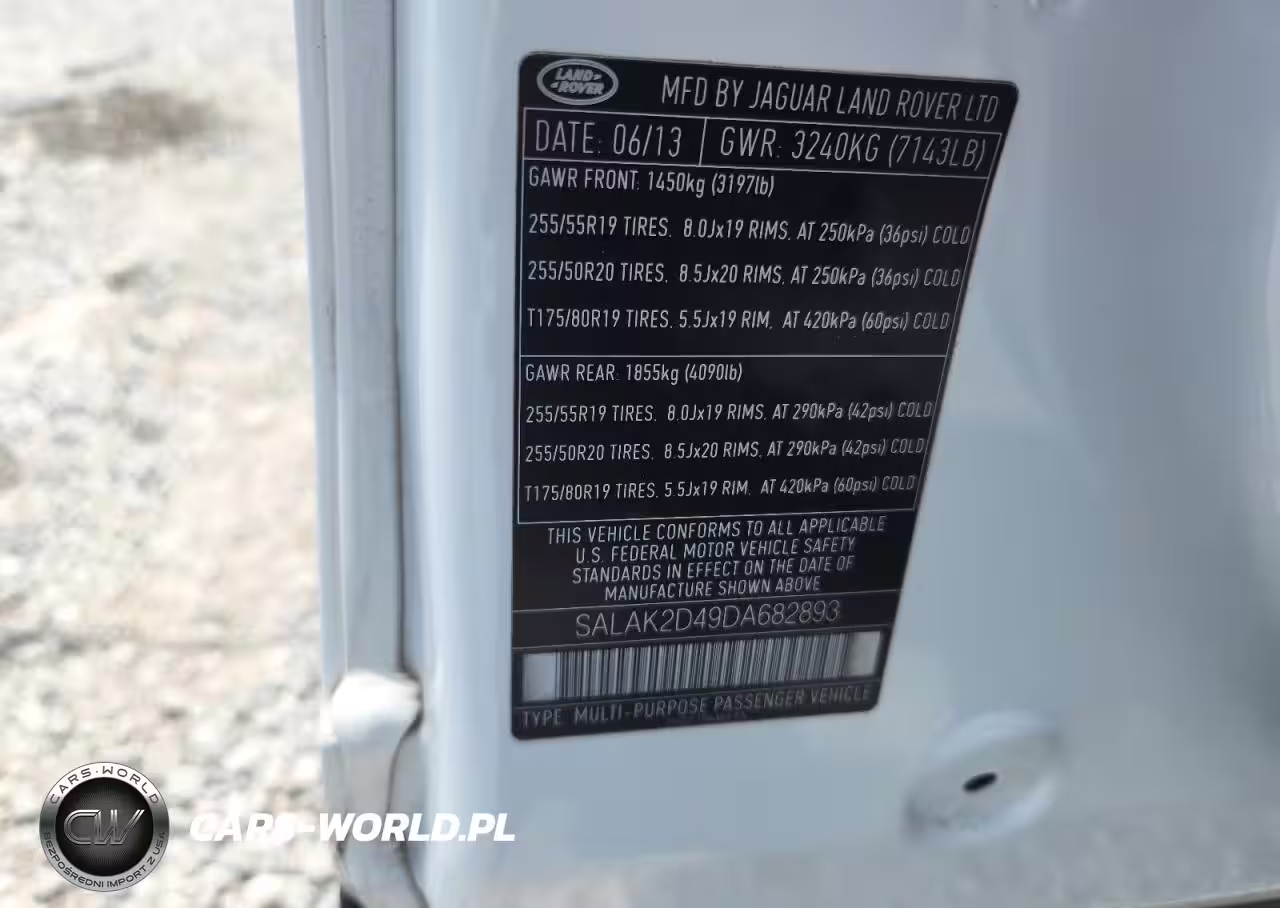 LAND ROVER
MFD BY JAGUAR LAND ROVER LTD
DATE: 06/13 GWR: 3240KG (7143LB)
GAWR FRONT: 1450kg (3197lb)
255/55R19 TIRES, 8.0Jx19 RIMS, AT 250kPa (36psi) COLD
255/50R20 TIRES, 8.5Jx20 RIMS, AT 250kPa (36psi) COLD
T175/80R19 TIRES, 5.5Jx19 RIM, AT 420kPa (60psi) COLD
GAWR REAR: 1855kg (4090lb)
255/55R19 TIRES, 8.0Jx19 RIMS, AT 290kPa (42psi) COLD
255/50R20 TIRES, 8.5Jx20 RIMS, AT 290kPa (42psi) COLD
T175/80R19 TIRES, 5.5Jx19 RIM, AT 420kPa (60psi) COLD
THIS VEHICLE CONFORMS TO ALL APPLICABLE
U.S. FEDERAL MOTOR VEHICLE SAFETY
STANDARDS IN EFFECT ON THE DATE OF
MANUFACTURE SHOWN ABOVE
SALAK2D49DA682893
TYPE MULTI-PURPOSE PASSENGER VEHICLE
CARS-WORLD
CW
BEZPOŚREDNI IMPORT Z USA
CARS-WORLD.PL